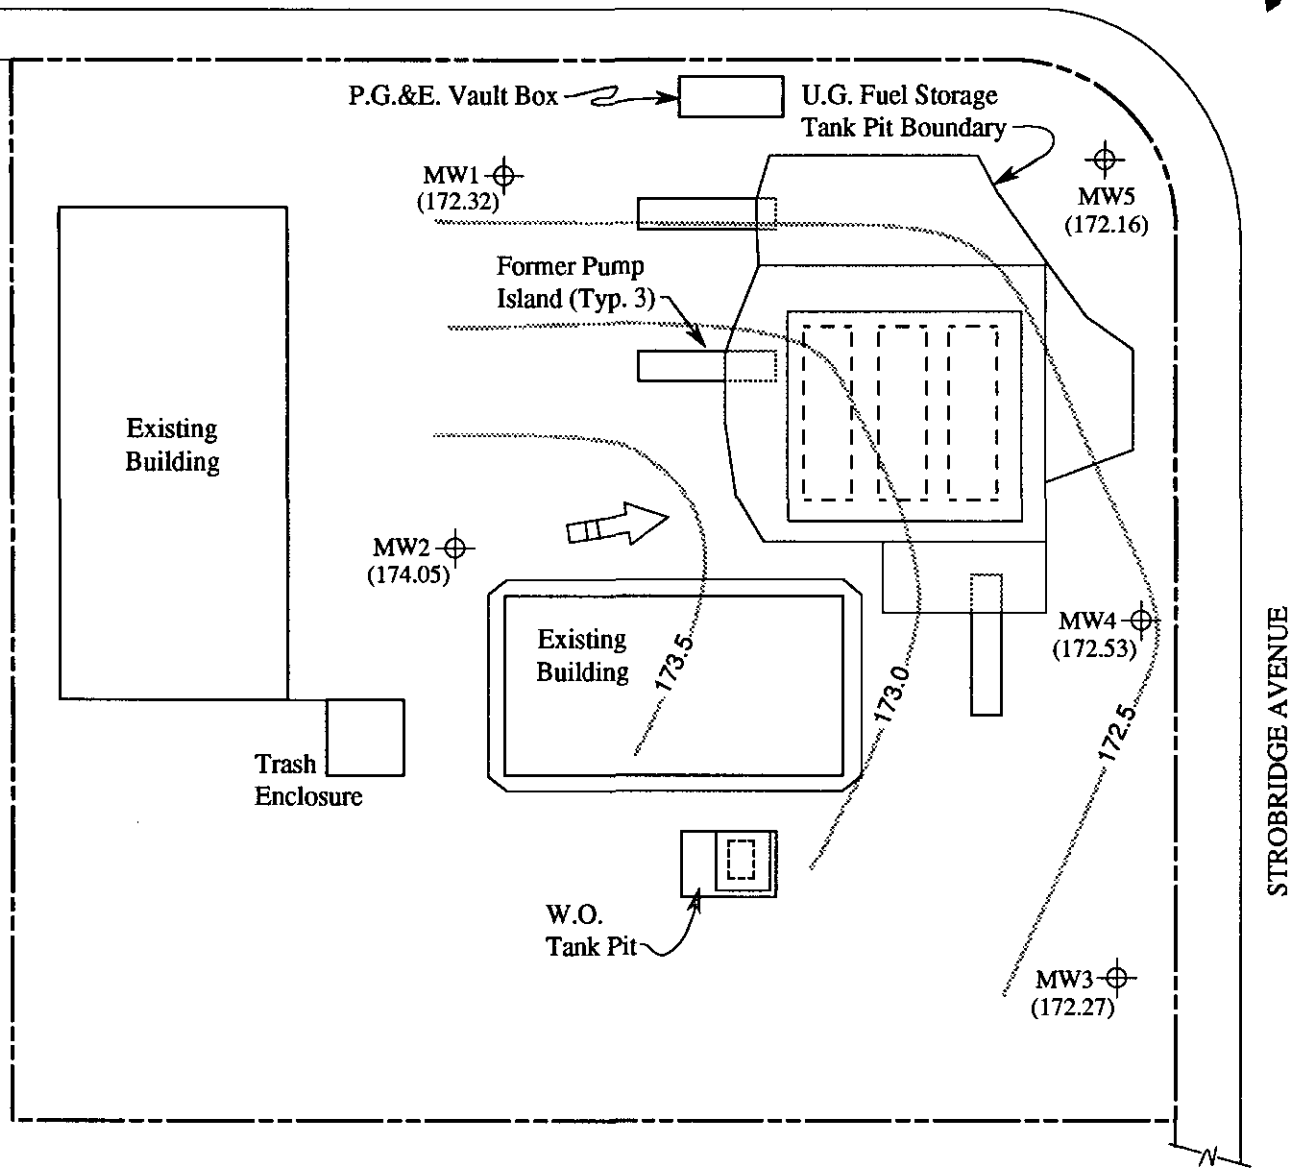 P.G.&E. Vault Box
U.G. Fuel Storage
Tank Pit Boundary
MW1
(172.32)
MW5
(172.16)
Former Pump
Island (Typ. 3)
Existing
Building
MW2
(174.05)
Existing
Building
173.5
173.0
MW4
(172.53)
172.5
STROBRIDGE AVENUE
Trash
Enclosure
W.O.
Tank Pit
MW3
(172.27)